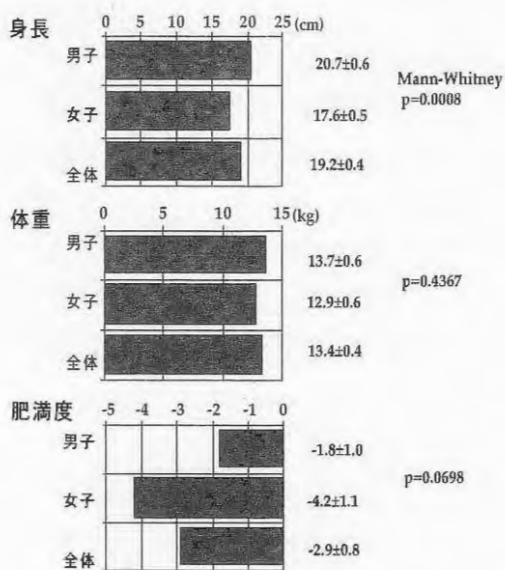 身長
0 5 10 15 20 25 (cm)
男子 20.7±0.6
女子 17.6±0.5
全体 19.2±0.4
Mann-Whitney
p=0.0008
体重
0 5 10 15 (kg)
男子 13.7±0.6
女子 12.9±0.6
全体 13.4±0.4
p=0.4367
肥満度
-5 -4 -3 -2 -1 0
男子 -1.8±1.0
女子 -4.2±1.1
全体 -2.9±0.8
p=0.0698